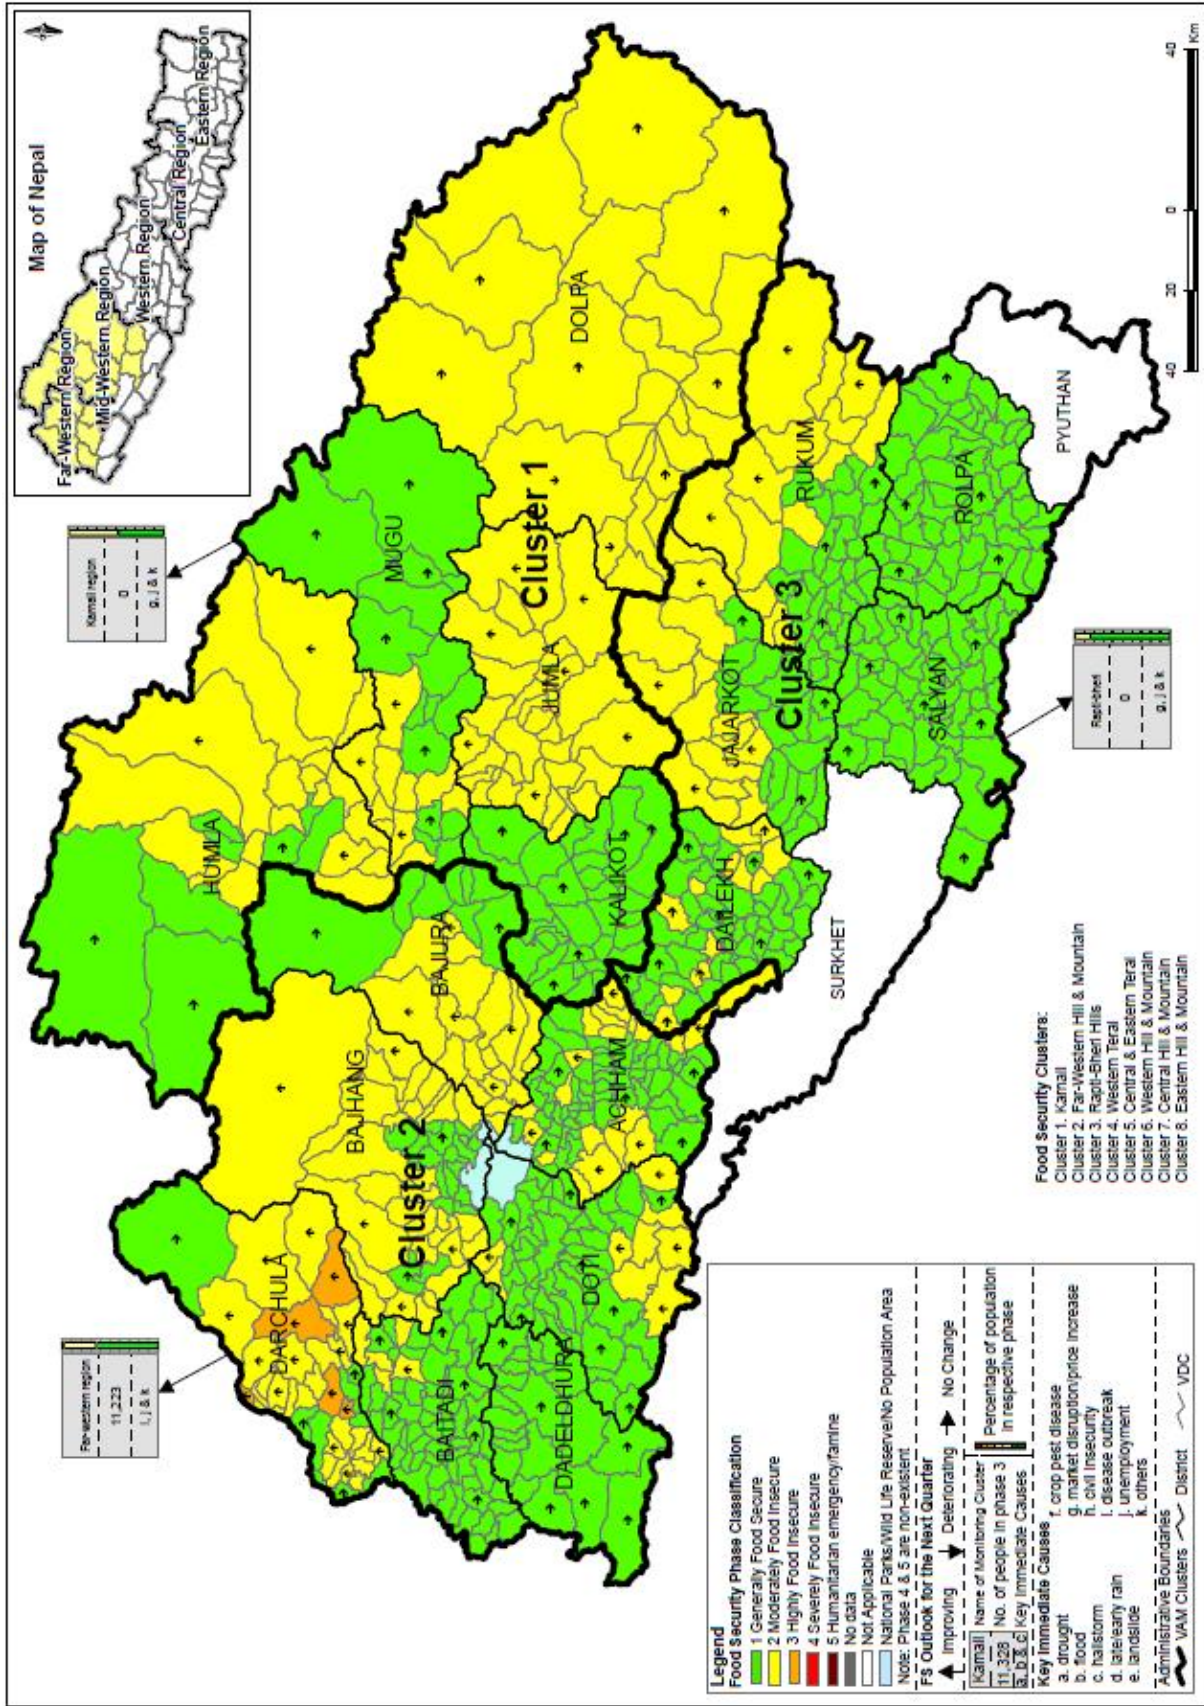 Map of Nepal
Far-Western Region
Mid-Western Region
Western Region
Central Region
Eastern Region
Karnali region
0
g, j & k
Far-western region
11,223
i, j & k
Rapti-bheri
0
g, j & k
HUMLA
MUGU
DOLPA
JUMLA
Cluster 1
KALIKOT
DARCHULA
BAJHANG
BAJURA
Cluster 2
BAITADI
DADELDHURA
DOTI
ACHHAM
DAILEKH
JAJARKOT
Cluster 3
RUKUM
ROLPA
SALYAN
SURKHET
PYUTHAN
40
20
0
40
Km
Food Security Clusters:
Cluster 1. Karnali
Cluster 2. Far-Western Hill & Mountain
Cluster 3. Rapti-Bheri Hills
Cluster 4. Western Terai
Cluster 5. Central & Eastern Terai
Cluster 6. Western Hill & Mountain
Cluster 7. Central Hill & Mountain
Cluster 8. Eastern Hill & Mountain
Legend
Food Security Phase Classification
1 Generally Food Secure
2 Moderately Food Insecure
3 Highly Food Insecure
4 Severely Food Insecure
5 Humanitarian emergency/famine
No data
Not Applicable
National Parks/Wild Life Reserve/No Population Area
Note: Phase 4 & 5 are non-existent
FS Outlook for the Next Quarter
Improving
Deteriorating
No Change
Karnali
Name of Monitoring Cluster
11,328
No. of people in phase 3
a, b & c
Key Immediate Causes
Percentage of population
in respective phase
Key Immediate Causes
a. drought
b. flood
c. hailstorm
d. late/early rain
e. landslide
f. crop pest disease
g. market disruption/price increase
h. civil insecurity
i. disease outbreak
j. unemployment
k. others
Administrative Boundaries
VAM Clusters
District
VDC